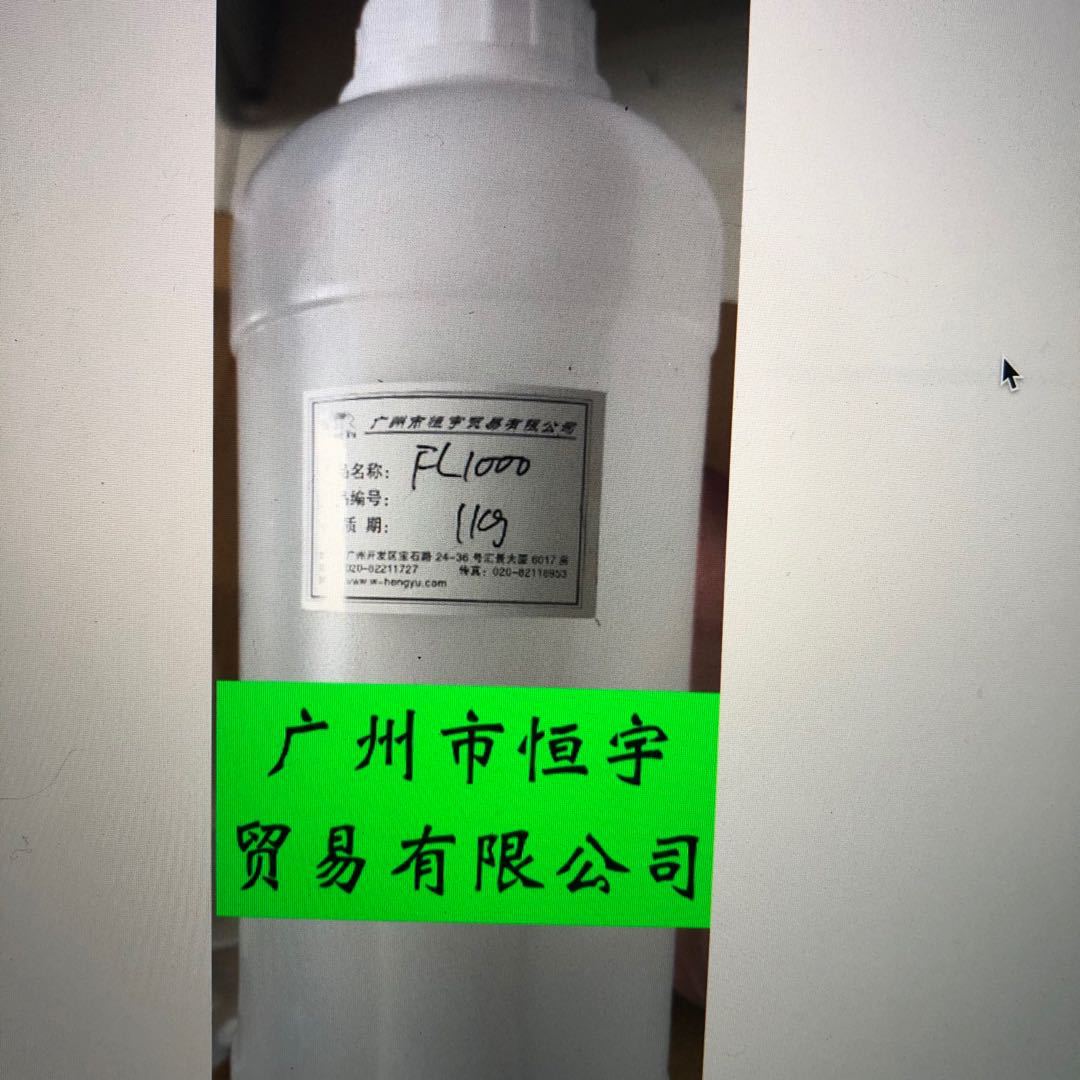 广州市恒宇贸易有限公司
名称: FL1000
编号:
期: 1kg
广州开发区宝石路 24-36 号汇景大厦 6017 房
020-82211727 传真: 020-82118953
www.w-hengyu.com
广州市恒宇
贸易有限公司